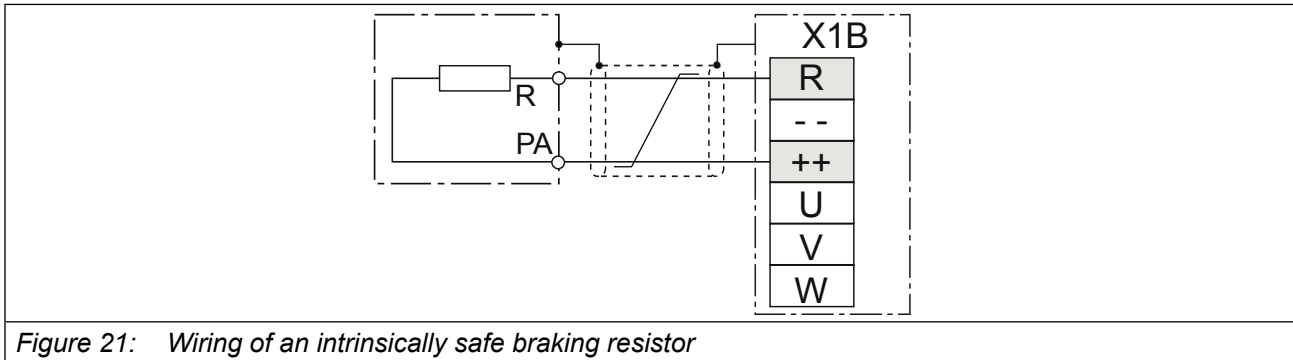 X1B
R
R
- -
PA
++
U
V
W
Figure 21: Wiring of an intrinsically safe braking resistor